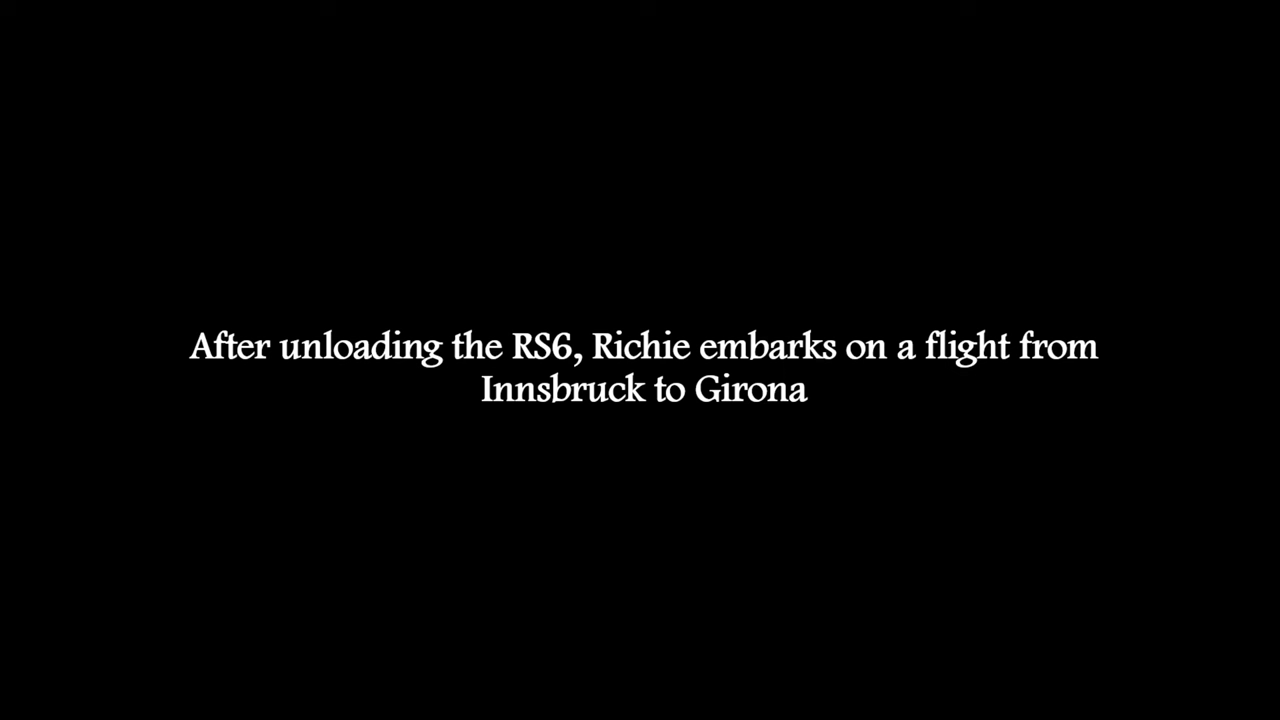 After unloading the RS6, Richie embarks on a flight from
Innsbruck to Girona